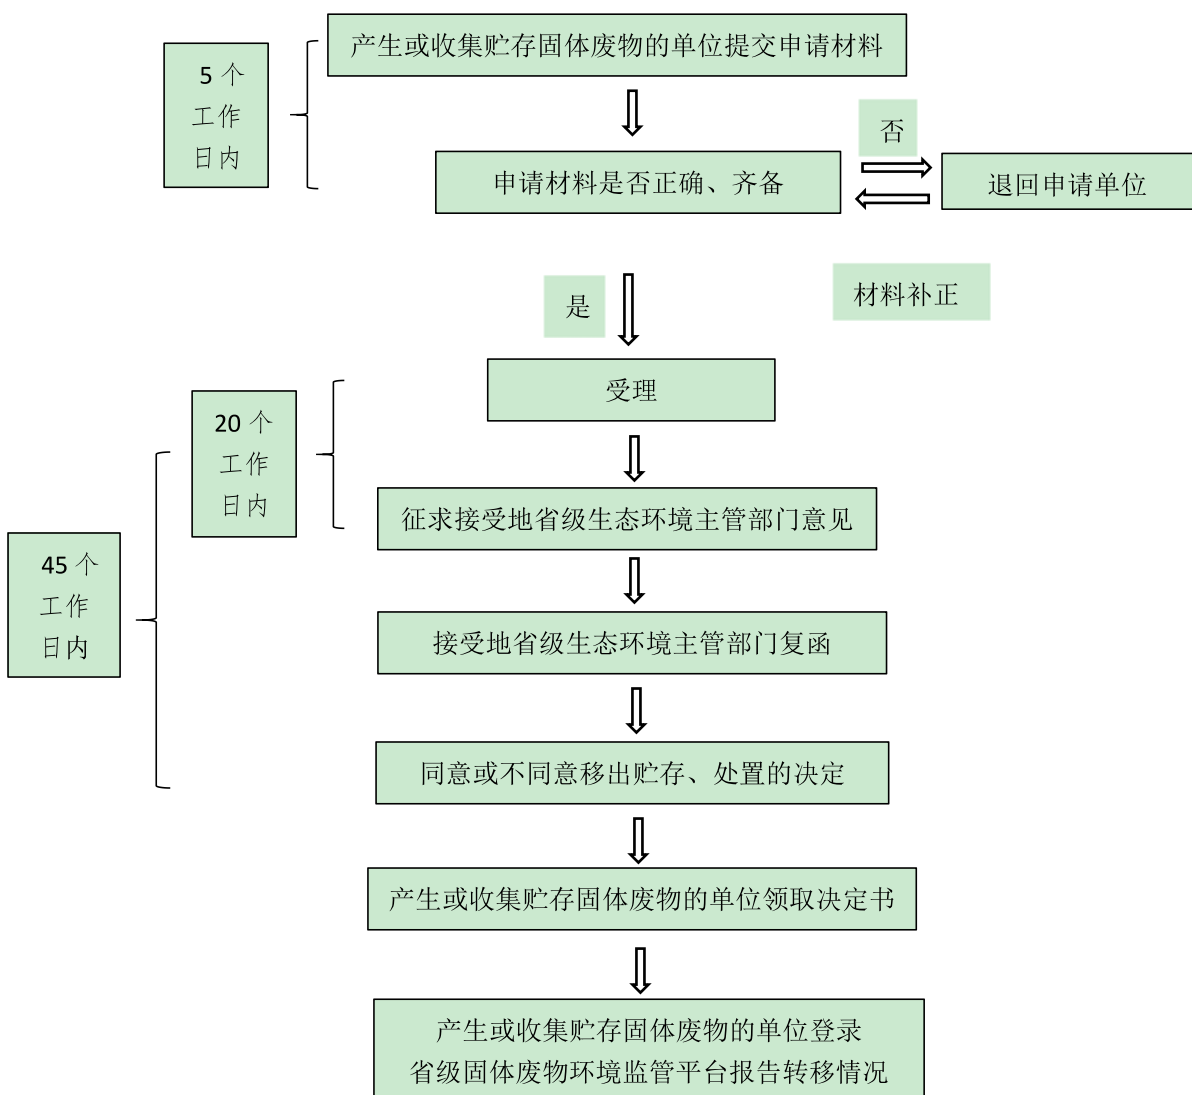 产生或收集贮存固体废物的单位提交申请材料
5 个
工作
日内
否
申请材料是否正确、齐备
退回申请单位
是
材料补正
受理
20 个
工作
日内
征求接受地省级生态环境主管部门意见
45 个
工作
日内
接受地省级生态环境主管部门复函
同意或不同意移出贮存、处置的决定
产生或收集贮存固体废物的单位领取决定书
产生或收集贮存固体废物的单位登录
省级固体废物环境监管平台报告转移情况